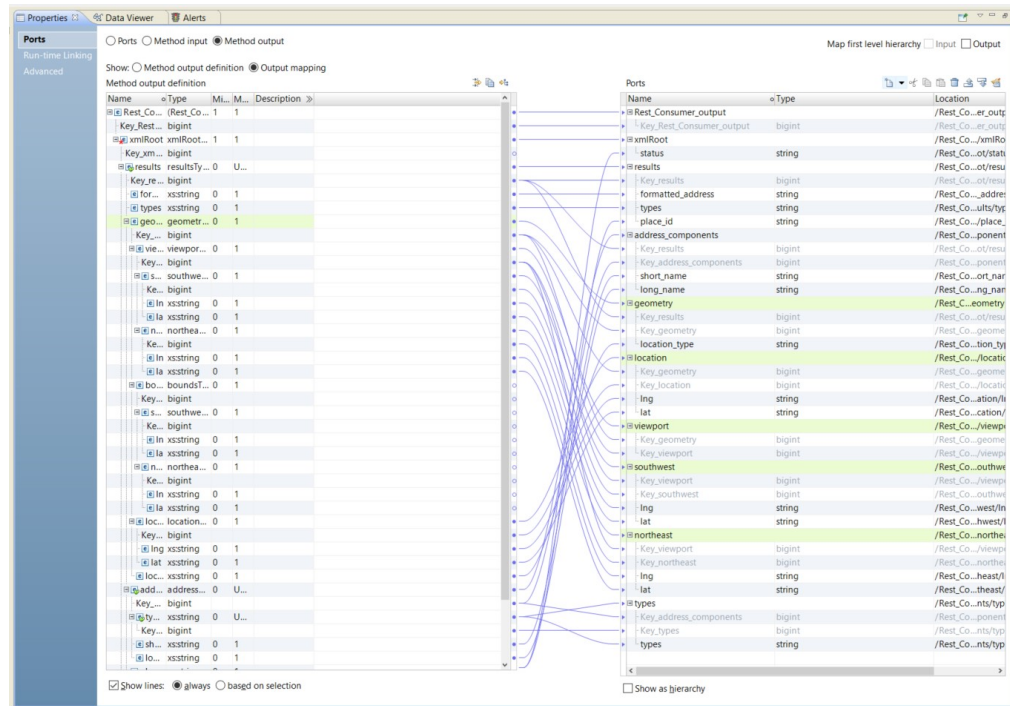 Properties Data Viewer Alerts
Ports
Run-time Linking
Advanced
Ports Method input Method output
Map first level hierarchy Input Output
Show: Method output definition Output mapping
Method output definition
Name Type Mi... M... Description
Rest_Co... (Rest_Co... 1 1
Key_Rest... bigint
xmlRoot xmlRoot... 1 1
Key_xm... bigint
results resultsTy... 0 U...
Key_re... bigint
for... xs:string 0 1
types xs:string 0 1
geo... geometr... 0 1
Key_... bigint
vie... viewpor... 0 1
Key... bigint
s... southwe... 0 1
Ke... bigint
ln xs:string 0 1
la xs:string 0 1
n... northea... 0 1
Ke... bigint
ln xs:string 0 1
la xs:string 0 1
bo... boundsT... 0 1
Key... bigint
s... southwe... 0 1
Ke... bigint
ln xs:string 0 1
la xs:string 0 1
n... northea... 0 1
Ke... bigint
ln xs:string 0 1
la xs:string 0 1
loc... location... 0 1
Key... bigint
lng xs:string 0 1
lat xs:string 0 1
loc... xs:string 0 1
add... address... 0 U...
Key_... bigint
ty... xs:string 0 U...
Key... bigint
sh... xs:string 0 1
lo... xs:string 0 1
Show lines: always based on selection
Ports
Name Type Location
Rest_Consumer_output /Rest_Co...er_outp
Key_Rest_Consumer_output bigint /Rest_Co...er_outp
xmlRoot /Rest_Co.../xmlRo
status string /Rest_Co...ot/statu
results /Rest_Co...ot/resu
Key_results bigint /Rest_Co...ot/resu
formatted_address string /Rest_Co..._addres
types string /Rest_Co...ults/typ
place_id string /Rest_Co.../place_
address_components /Rest_Co...ponent
Key_results bigint /Rest_Co...ot/resu
Key_address_components bigint /Rest_Co...ponent
short_name string /Rest_Co...ort_nar
long_name string /Rest_Co...ng_nan
geometry /Rest_C...eometry
Key_results bigint /Rest_Co...ot/resu
Key_geometry bigint /Rest_Co...geome
location_type string /Rest_Co...tion_typ
location /Rest_Co.../locatio
Key_geometry bigint /Rest_Co...geome
Key_location bigint /Rest_Co.../locatio
lng string /Rest_Co...ation/ln
lat string /Rest_Co...cation/
viewport /Rest_Co.../viewpo
Key_geometry bigint /Rest_Co...geome
Key_viewport bigint /Rest_Co.../viewpo
southwest /Rest_Co...outhwe
Key_viewport bigint /Rest_Co.../viewpo
Key_southwest bigint /Rest_Co...outhwe
lng string /Rest_Co...west/ln
lat string /Rest_Co...hwest/l
northeast /Rest_Co...northe
Key_viewport bigint /Rest_Co.../viewpo
Key_northeast bigint /Rest_Co...northe
lng string /Rest_Co...heast/l
lat string /Rest_Co...theast/
types /Rest_Co...nts/typ
Key_address_components bigint /Rest_Co...ponent
Key_types bigint /Rest_Co...nts/typ
types string /Rest_Co...nts/typ
Show as hierarchy